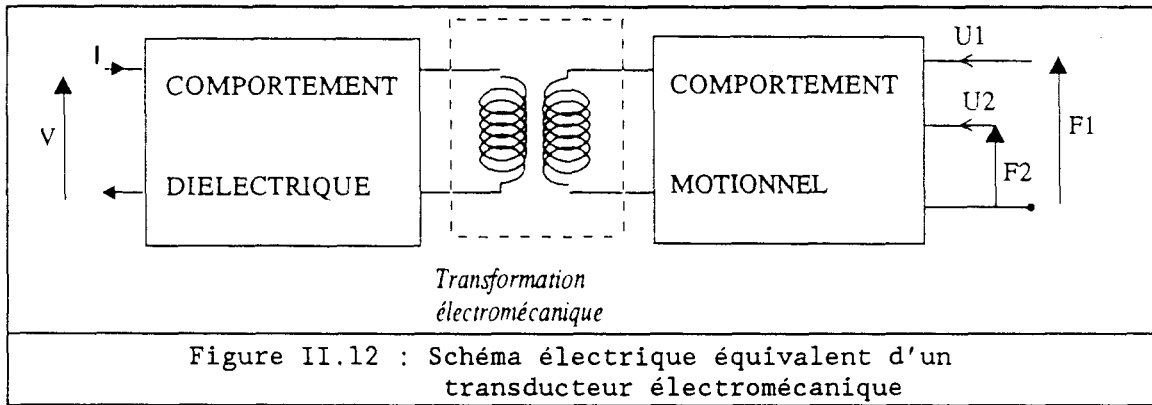 I
V
COMPORTEMENT
DIELECTRIQUE
Transformation
électromécanique
COMPORTEMENT
MOTIONNEL
U1
U2
F1
F2
Figure II.12 : Schéma électrique équivalent d'un
transducteur électromécanique